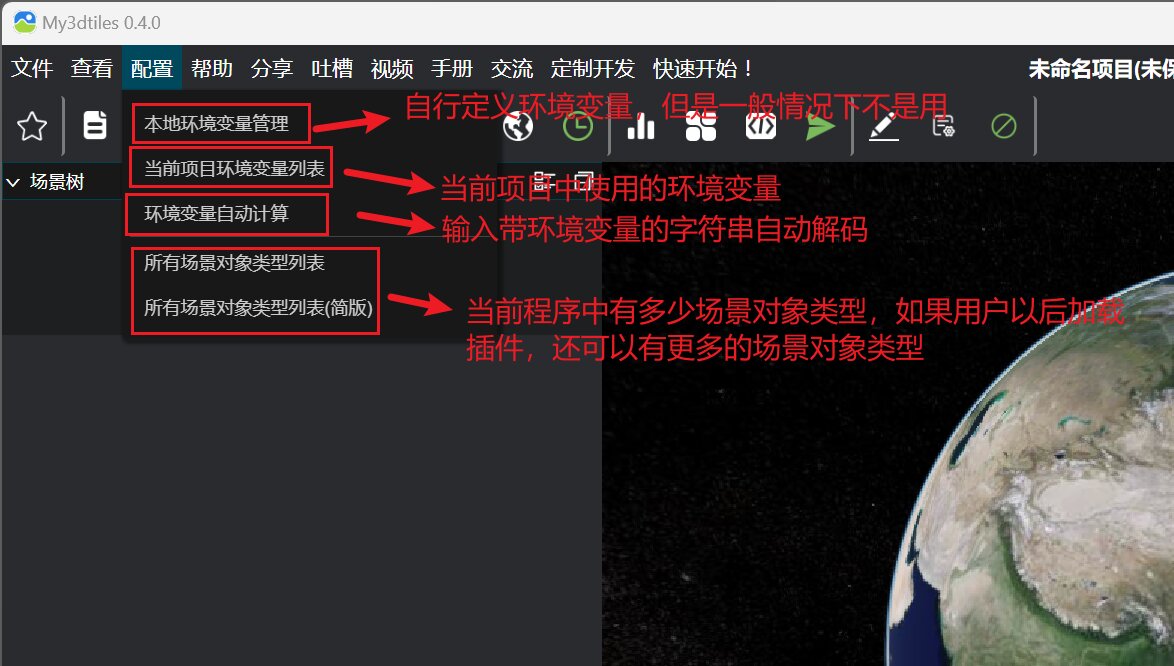 My3dtiles 0.4.0
文件 查看 配置 帮助 分享 吐槽 视频 手册 交流 定制开发 快速开始！ 未命名项目(未保
自行定义环境变量，但是一般情况下不是用
本地环境变量管理
当前项目环境变量列表
场景树
当前项目中使用的环境变量
环境变量自动计算
输入带环境变量的字符串自动解码
所有场景对象类型列表
所有场景对象类型列表(简版)
当前程序中有多少场景对象类型，如果用户以后加载
插件，还可以有更多的场景对象类型